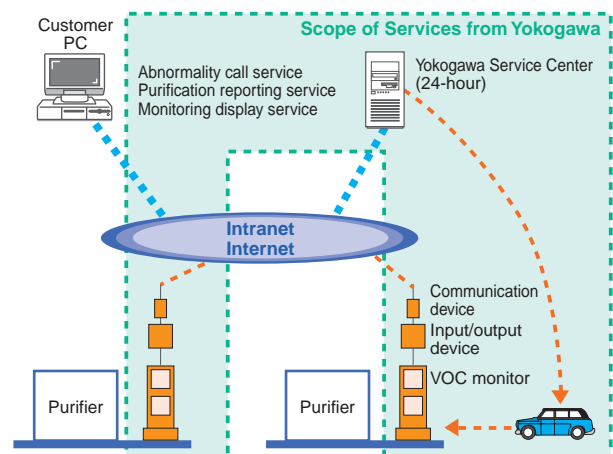 Customer
PC
Scope of Services from Yokogawa
Abnormality call service
Purification reporting service
Monitoring display service
Yokogawa Service Center
(24-hour)
Intranet
Internet
Communication
device
Input/output
device
VOC monitor
Purifier
Purifier